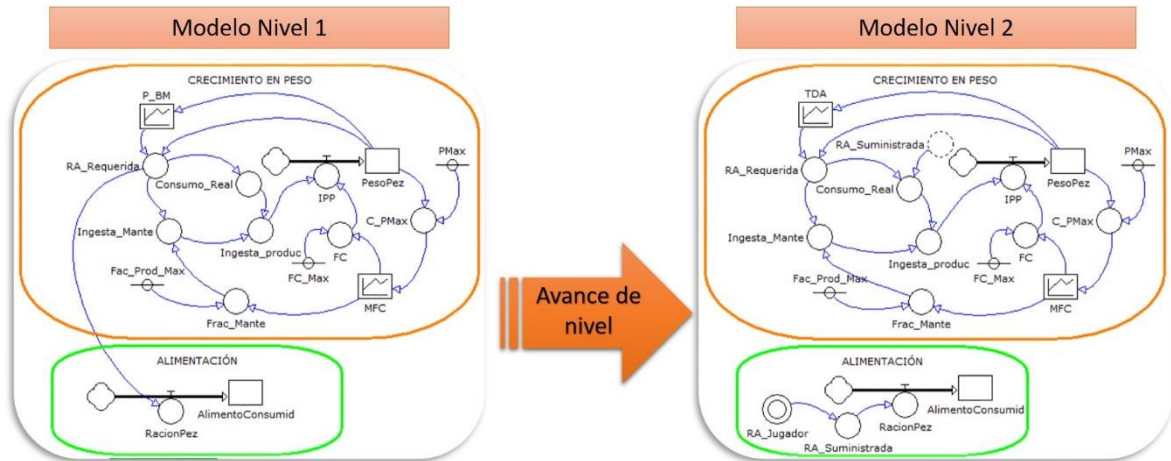 Modelo Nivel 1
CRECIMIENTO EN PESO
P_BM
PMax
RA_Requerida
Consumo_Real
IPP
PesoPez
C_PMax
Ingesta_Mante
Ingesta_produc
FC
Fac_Prod_Max
FC_Max
MFC
Frac_Mante
ALIMENTACIÓN
AlimentoConsumid
RacionPez
Avance de
nivel
Modelo Nivel 2
CRECIMIENTO EN PESO
TDA
RA_Suministrada
PMax
RA_Requerida
Consumo_Real
IPP
PesoPez
C_PMax
Ingesta_Mante
Ingesta_produc
FC
Fac_Prod_Max
FC_Max
MFC
Frac_Mante
ALIMENTACIÓN
AlimentoConsumid
RacionPez
RA_Jugador
RA_Suministrada